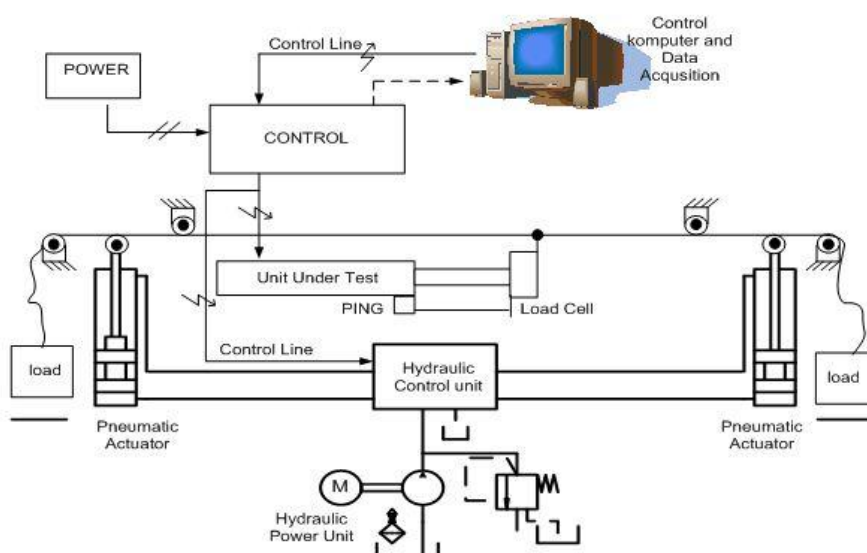 Control Line
Control
komputer and
Data
Acqusition
POWER
CONTROL
Unit Under Test
PING
Load Cell
Control Line
Hydraulic
Control unit
load
load
Pneumatic
Actuator
Pneumatic
Actuator
M
Hydraulic
Power Unit